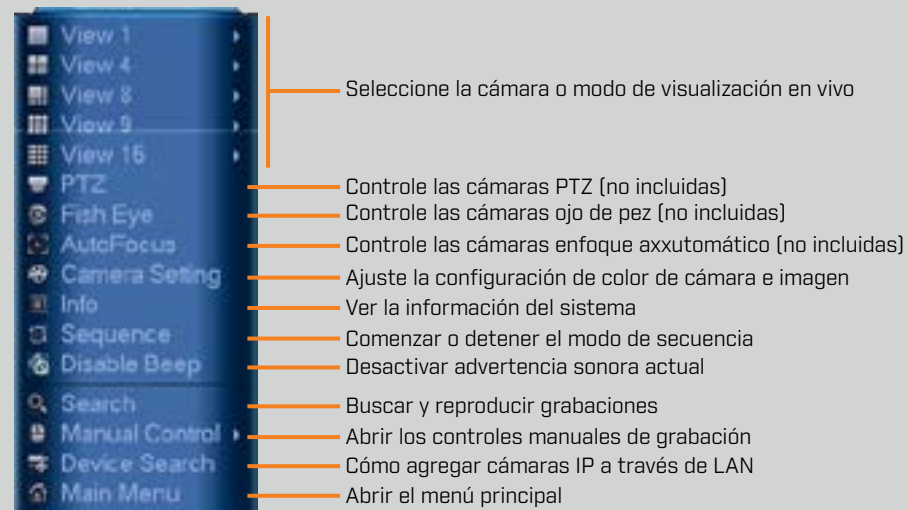 View 1
View 4
View 8
View 9
View 16
Seleccione la cámara o modo de visualización en vivo
PTZ
Controle las cámaras PTZ (no incluidas)
Fish Eye
Controle las cámaras ojo de pez (no incluidas)
AutoFocus
Controle las cámaras enfoque axxutomático (no incluidas)
Camera Setting
Ajuste la configuración de color de cámara e imagen
Info
Ver la información del sistema
Sequence
Comenzar o detener el modo de secuencia
Disable Beep
Desactivar advertencia sonora actual
Search
Buscar y reproducir grabaciones
Manual Control
Abrir los controles manuales de grabación
Device Search
Cómo agregar cámaras IP a través de LAN
Main Menu
Abrir el menú principal